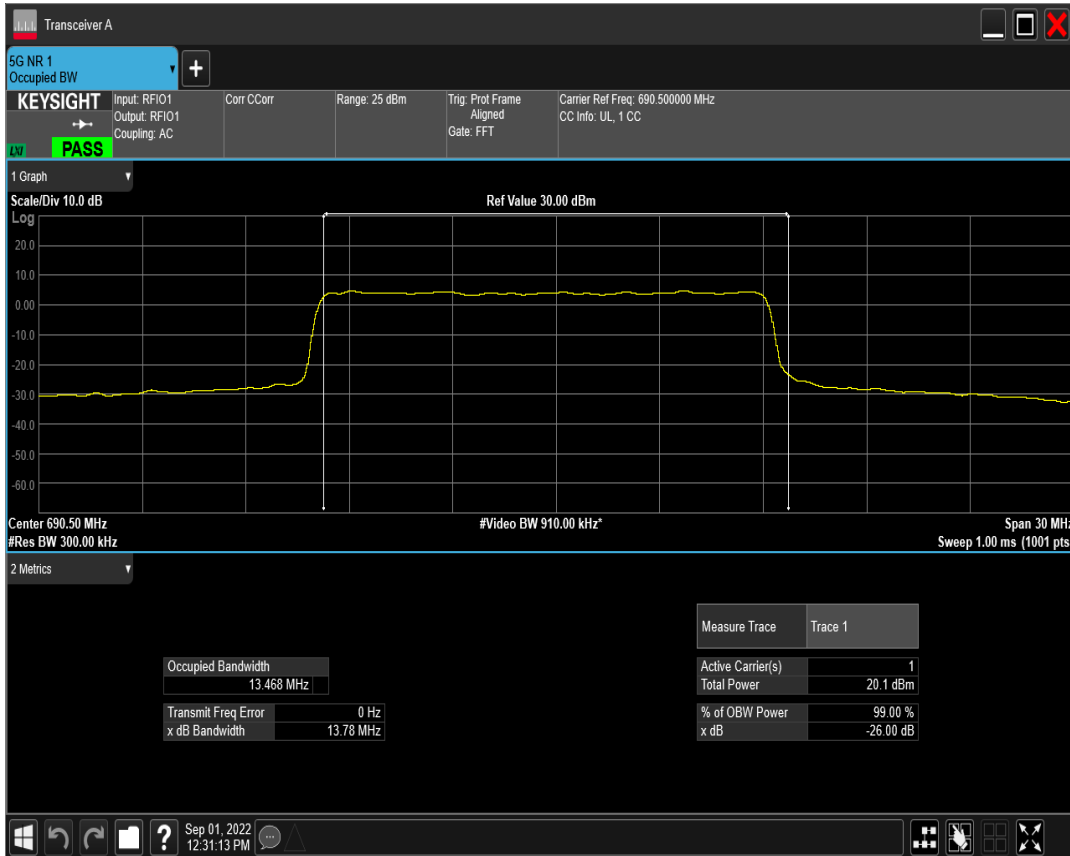 Transceiver A
5G NR 1
Occupied BW
+
KEYSIGHT
LXI
PASS
Input: RFIO1
Output: RFIO1
Coupling: AC
Corr CCorr
Range: 25 dBm
Trig: Prot Frame
Aligned
Gate: FFT
Carrier Ref Freq: 690.500000 MHz
CC Info: UL, 1 CC
1 Graph
Scale/Div 10.0 dB
Ref Value 30.00 dBm
Log
20.0
10.0
0.00
-10.0
-20.0
-30.0
-40.0
-50.0
-60.0
Center 690.50 MHz
#Video BW 910.00 kHz*
Span 30 MHz
#Res BW 300.00 kHz
Sweep 1.00 ms (1001 pts
2 Metrics
Measure Trace Trace 1
Occupied Bandwidth
13.468 MHz
Active Carrier(s) 1
Total Power 20.1 dBm
Transmit Freq Error 0 Hz
x dB Bandwidth 13.78 MHz
% of OBW Power 99.00 %
x dB -26.00 dB
?
Sep 01, 2022
12:31:13 PM